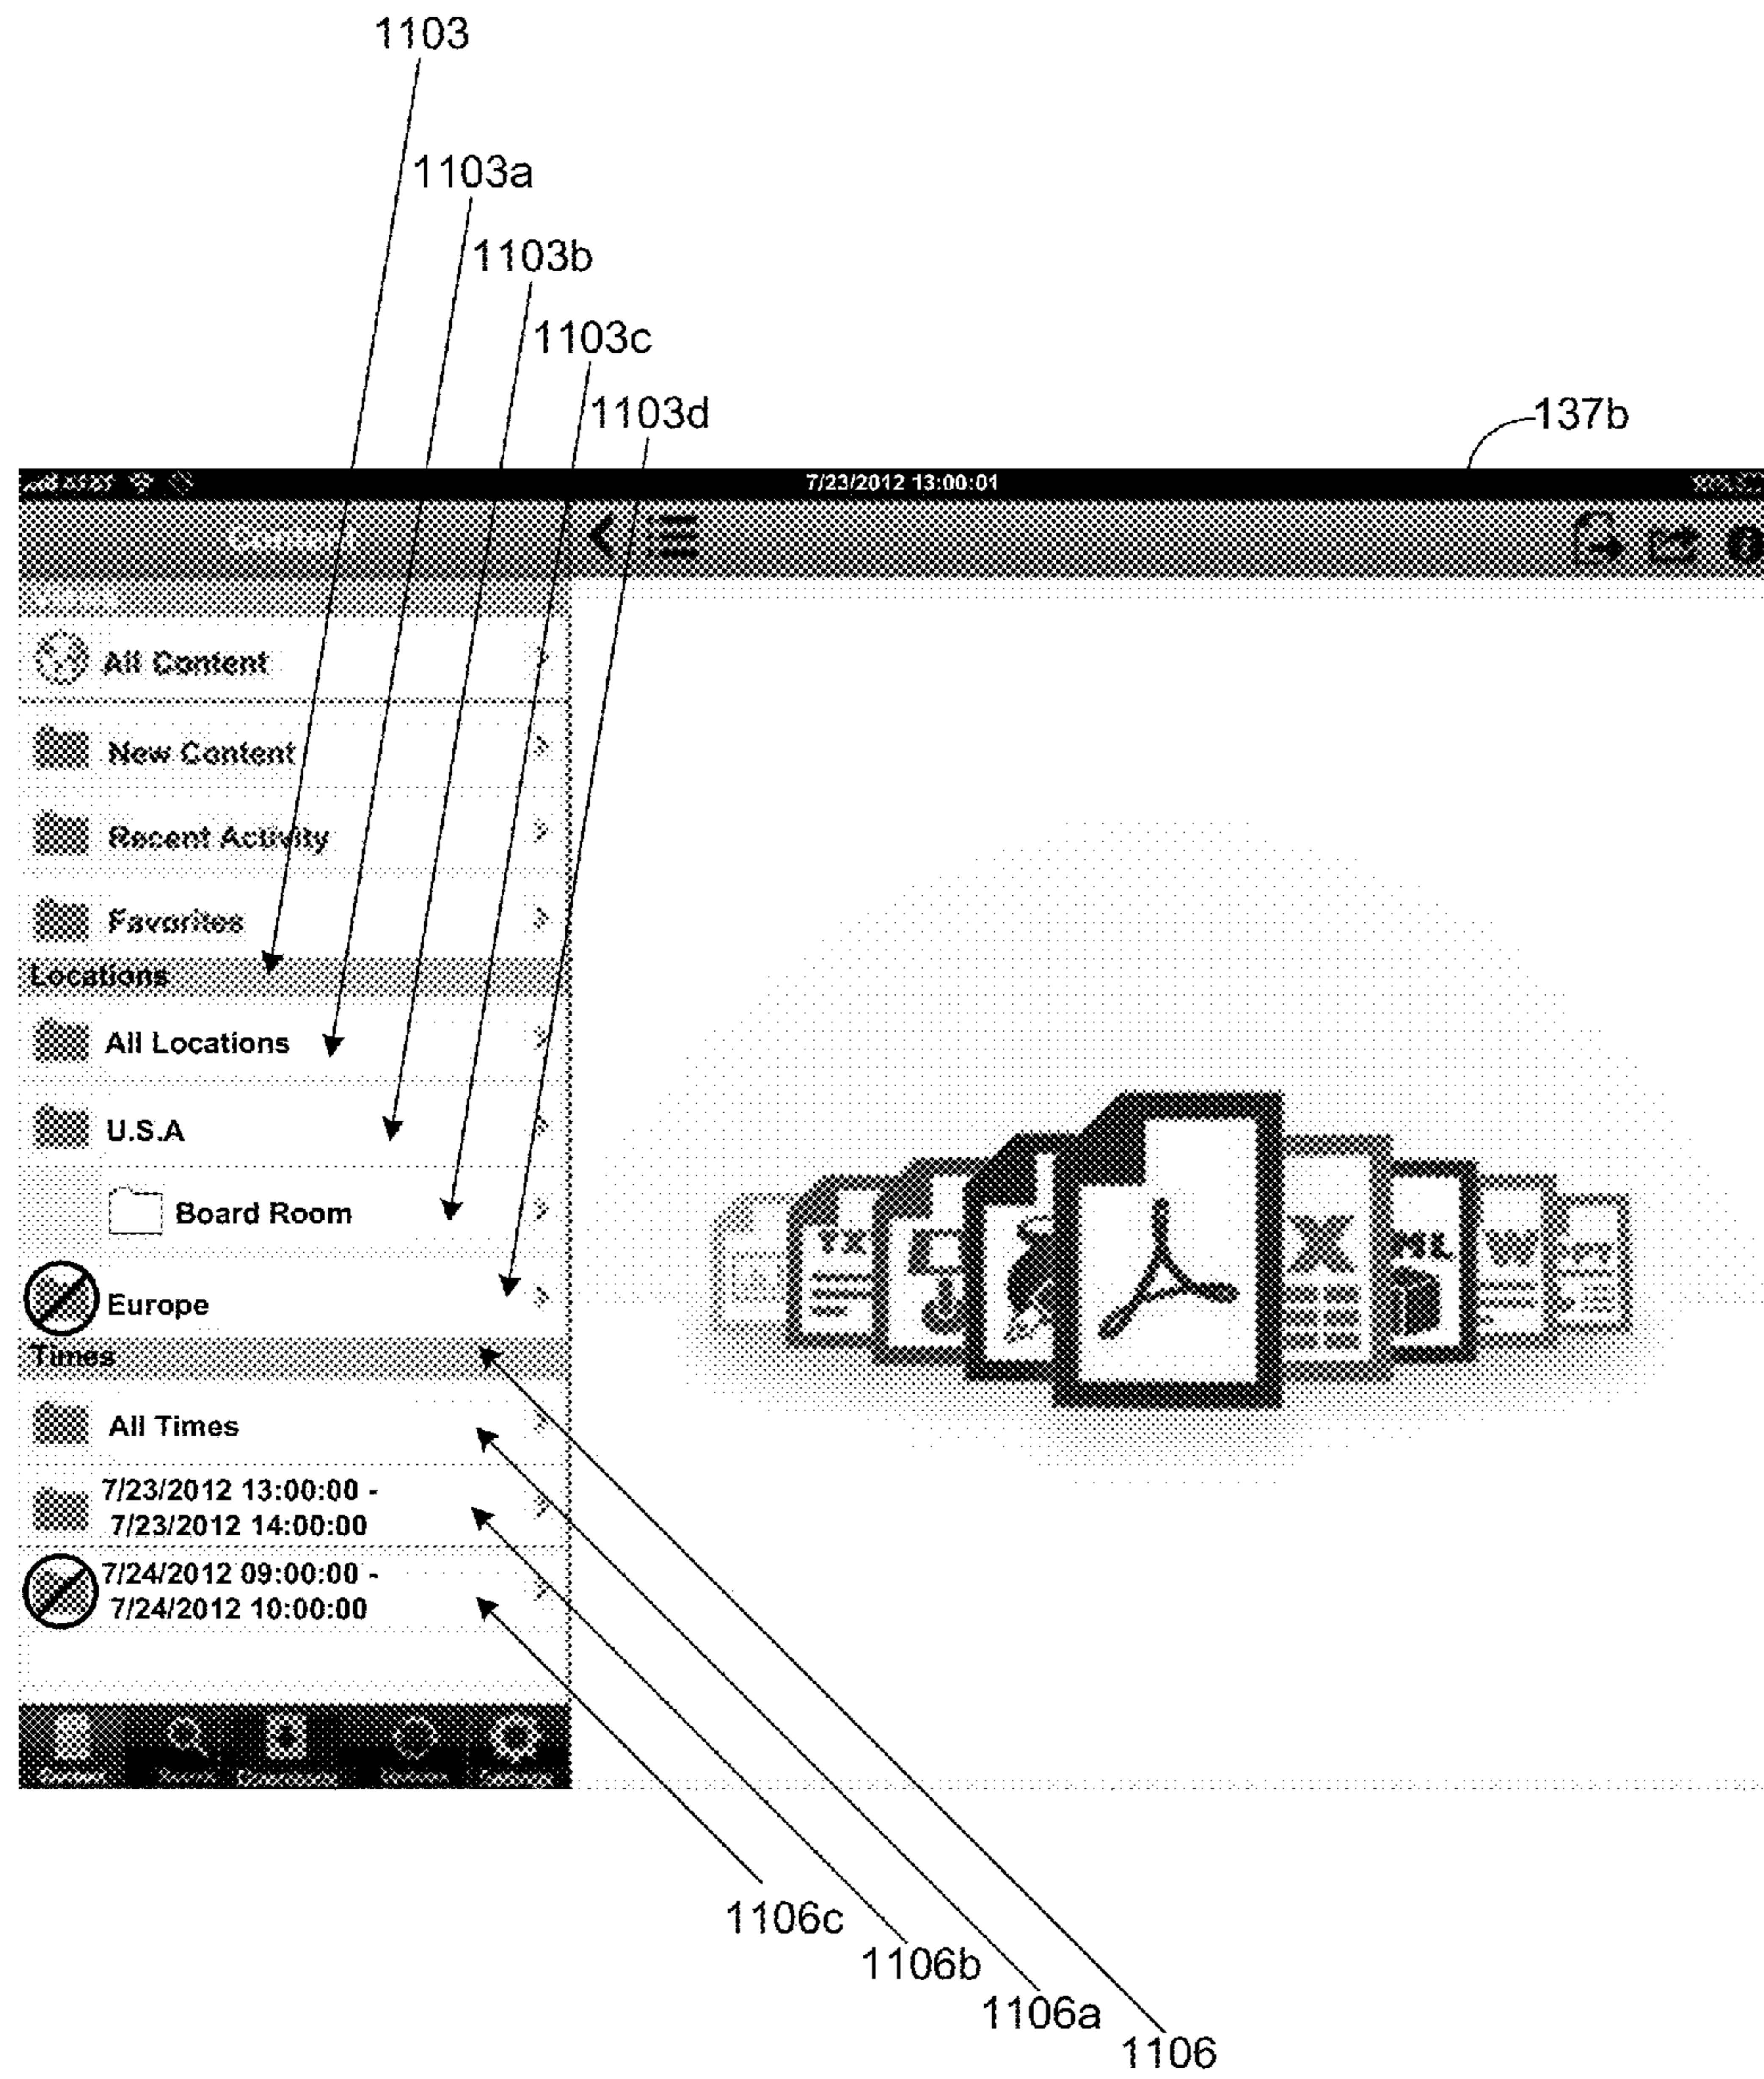 1103
1103a
1103b
1103c
1103d
137b
7/23/2012 13:00:01
Content
All Content
New Content
Recent Activity
Favorites
Locations
All Locations
U.S.A
Board Room
Europe
Times
All Times
7/23/2012 13:00:00 -
7/23/2012 14:00:00
7/24/2012 09:00:00 -
7/24/2012 10:00:00
X
W
1106c
1106b
1106a
1106